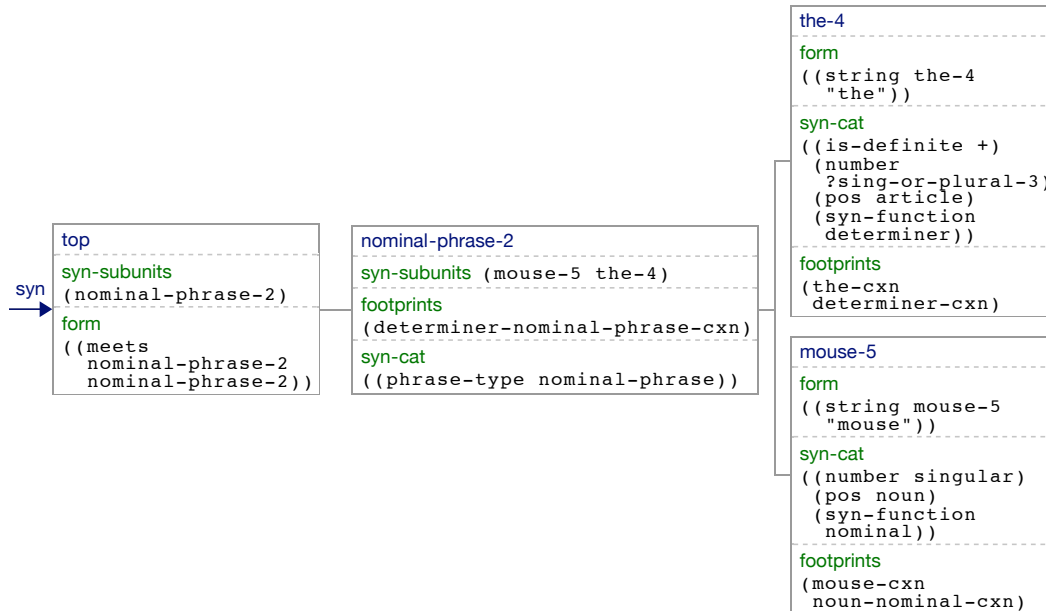 syn
top
syn-subunits
(nominal-phrase-2)
form
((meets
nominal-phrase-2
nominal-phrase-2))
nominal-phrase-2
syn-subunits (mouse-5 the-4)
footprints
(determiner-nominal-phrase-cxn)
syn-cat
((phrase-type nominal-phrase))
the-4
form
((string the-4
"the"))
syn-cat
((is-definite +)
(number
?sing-or-plural-3)
(pos article)
(syn-function
determiner))
footprints
(the-cxn
determiner-cxn)
mouse-5
form
((string mouse-5
"mouse"))
syn-cat
((number singular)
(pos noun)
(syn-function
nominal))
footprints
(mouse-cxn
noun-nominal-cxn)